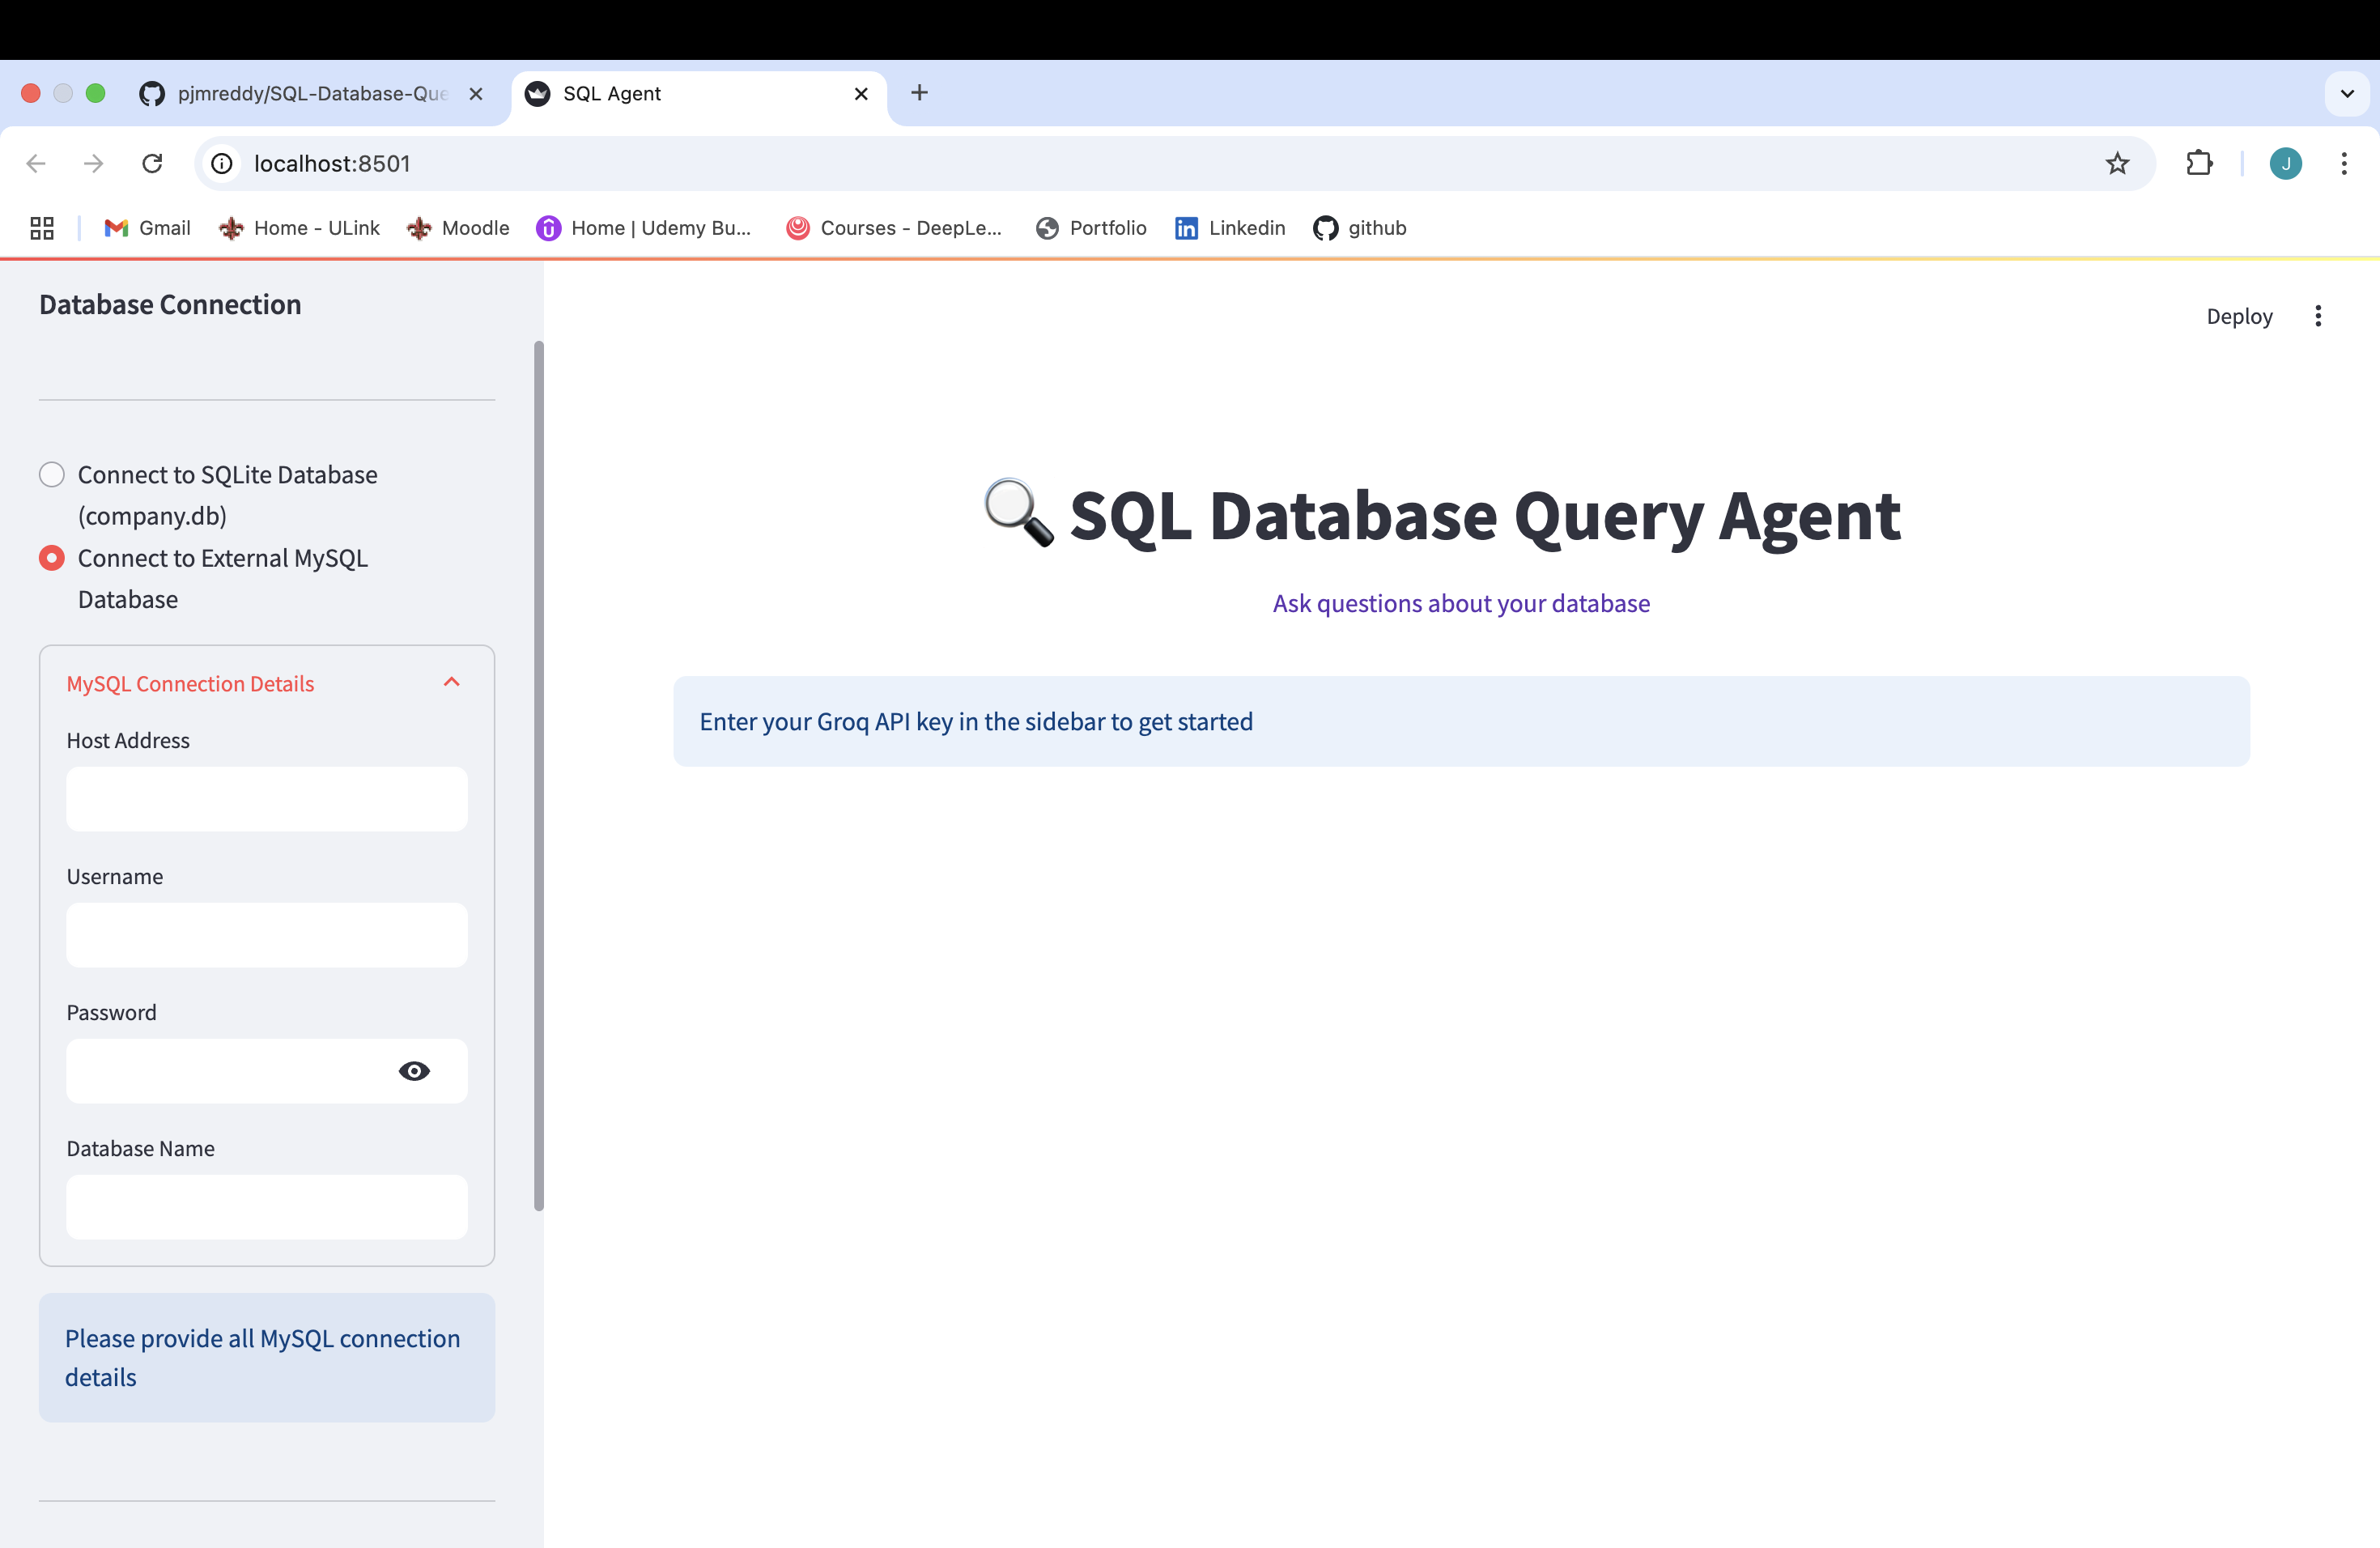 pjmreddy/SQL-Database-Que
SQL Agent
localhost:8501
J
Gmail
Home - ULink
Moodle
Home | Udemy Bu...
Courses - DeepLe...
Portfolio
Linkedin
github
Database Connection
Connect to SQLite Database
(company.db)
Connect to External MySQL
Database
MySQL Connection Details
Host Address
Username
Password
Database Name
Please provide all MySQL connection
details
Deploy
SQL Database Query Agent
Ask questions about your database
Enter your Groq API key in the sidebar to get started